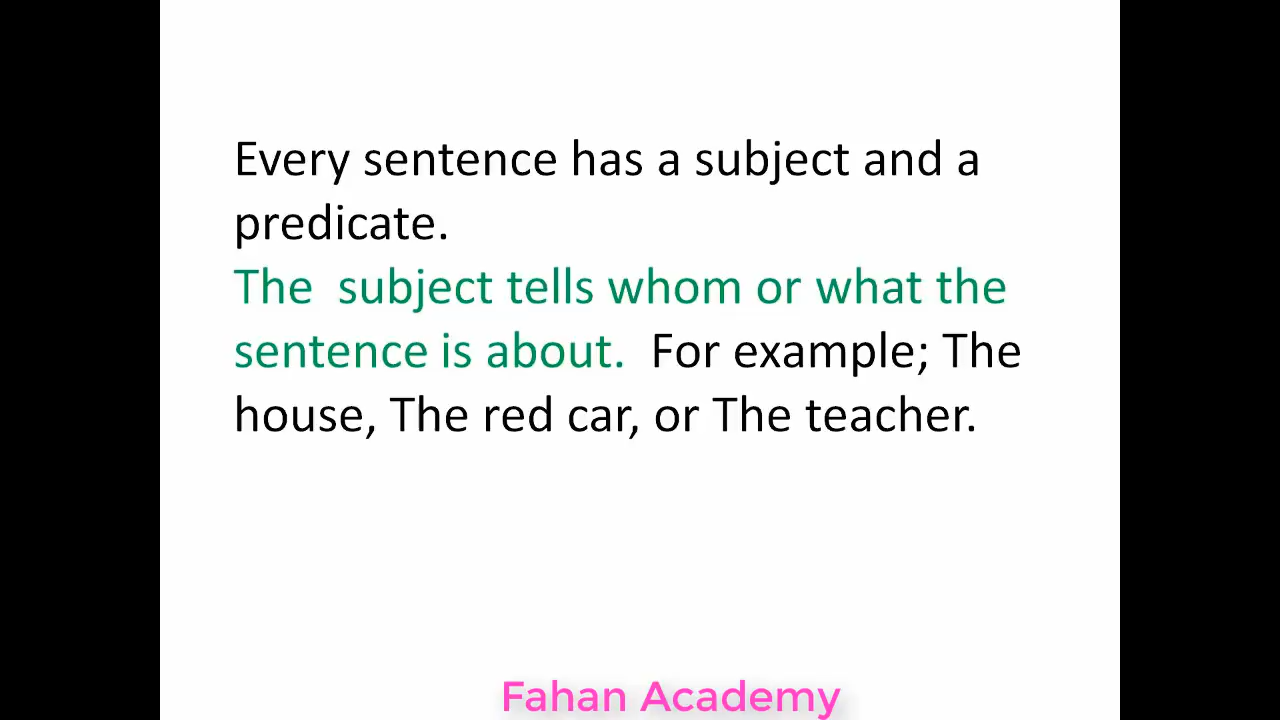 Every sentence has a subject and a
predicate.
The  subject tells whom or what the
sentence is about.  For example; The
house, The red car, or The teacher.
Fahan Academy